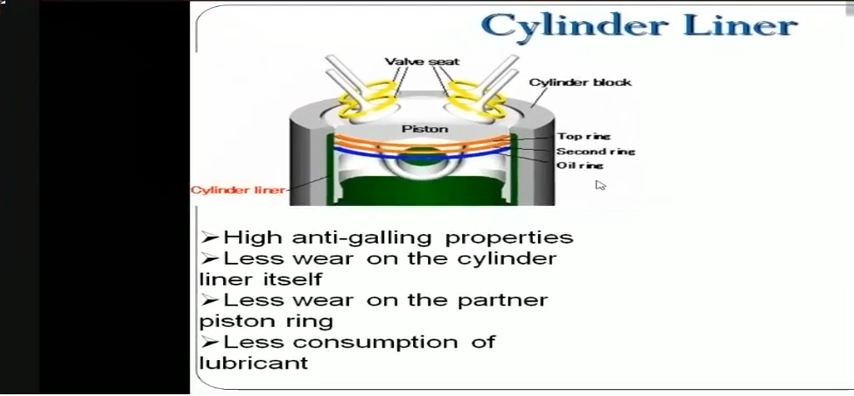 Cylinder Liner
Valve seat
Cylinder block
Piston
Top ring
Second ring
Oil ring
Cylinder liner
➢High anti-galling properties
➢Less wear on the cylinder
liner itself
➢Less wear on the partner
piston ring
➢Less consumption of
lubricant